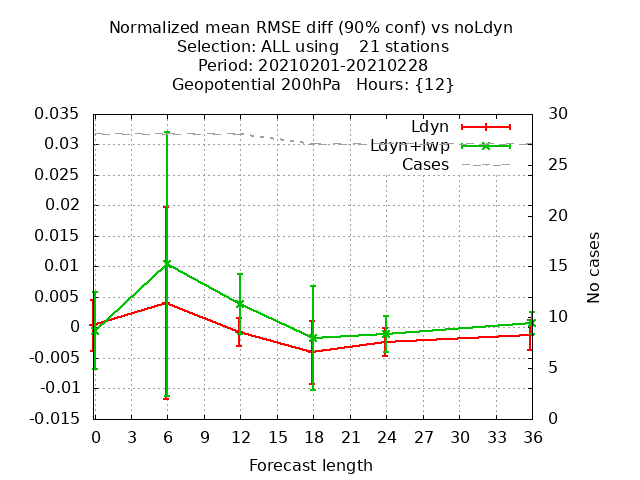 Normalized mean RMSE diff (90% conf) vs noLdyn
Selection: ALL using    21 stations
Period: 20210201-20210228
Geopotential 200hPa   Hours: {12}
0.035
0.03
0.025
0.02
0.015
0.01
0.005
0
-0.005
-0.01
-0.015
30
25
20
15
10
5
0
Ldyn
Ldyn+lwp
Cases
No cases
0 3 6 9 12 15 18 21 24 27 30 33 36
Forecast length